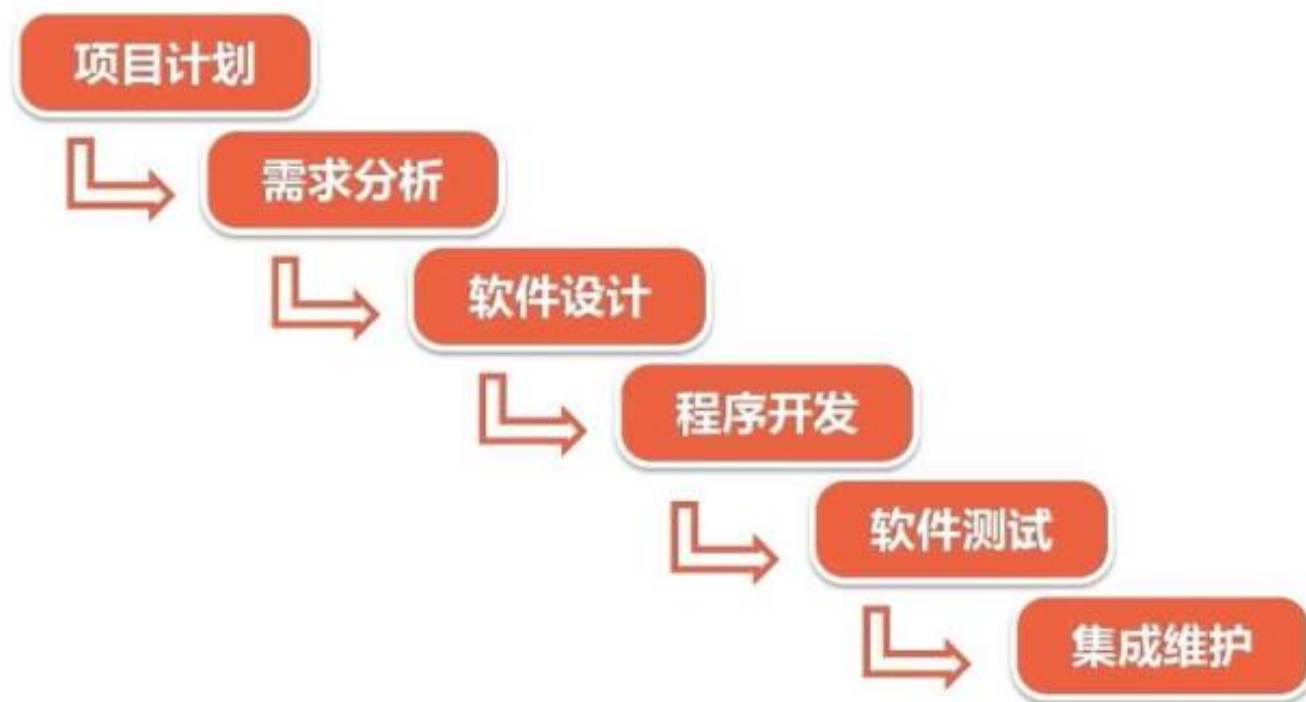 项目计划
需求分析
软件设计
程序开发
软件测试
集成维护